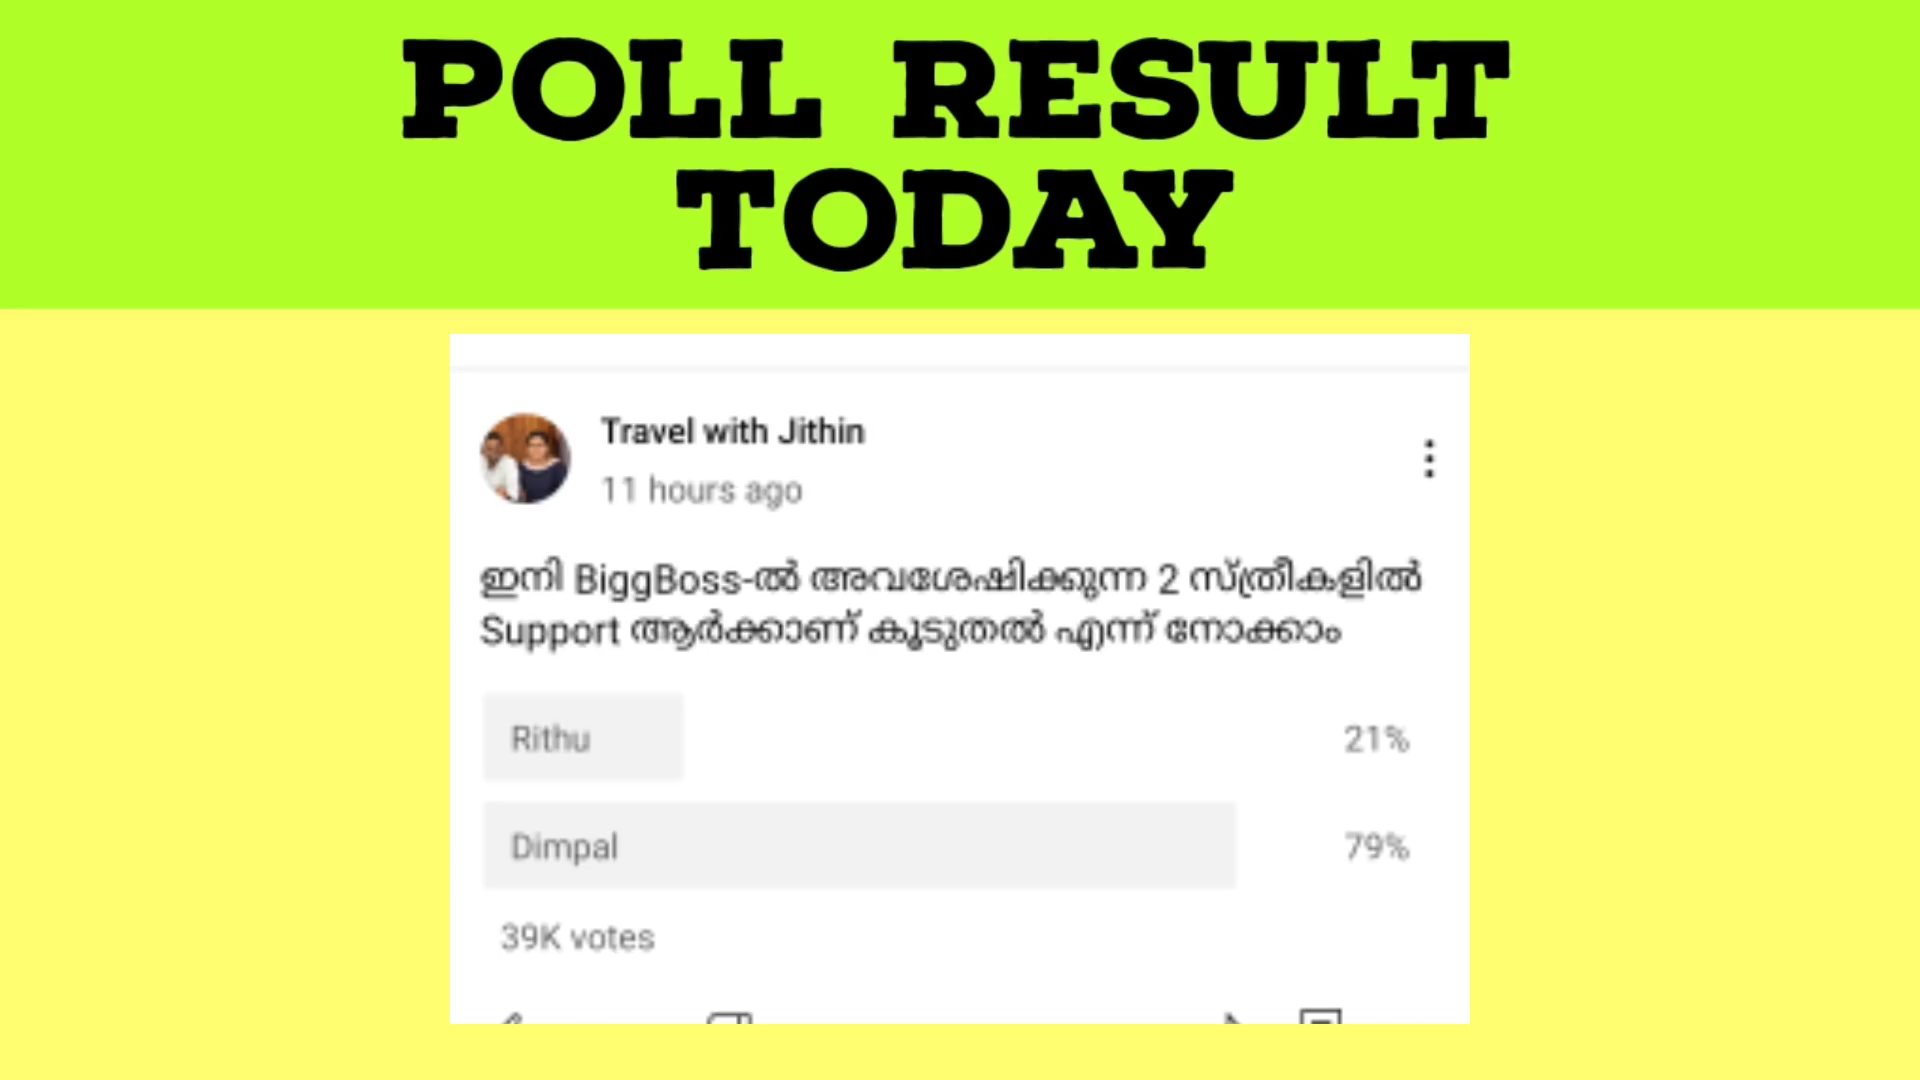 POLL RESULT
TODAY
Travel with Jithin
11 hours ago
ഇനി BiggBoss-ൽ അവശേഷിക്കുന്ന 2 സ്ത്രീകളിൽ
Support ആർക്കാണ് കൂടുതൽ എന്ന് നോക്കാം
Rithu 21%
Dimpal 79%
39K votes